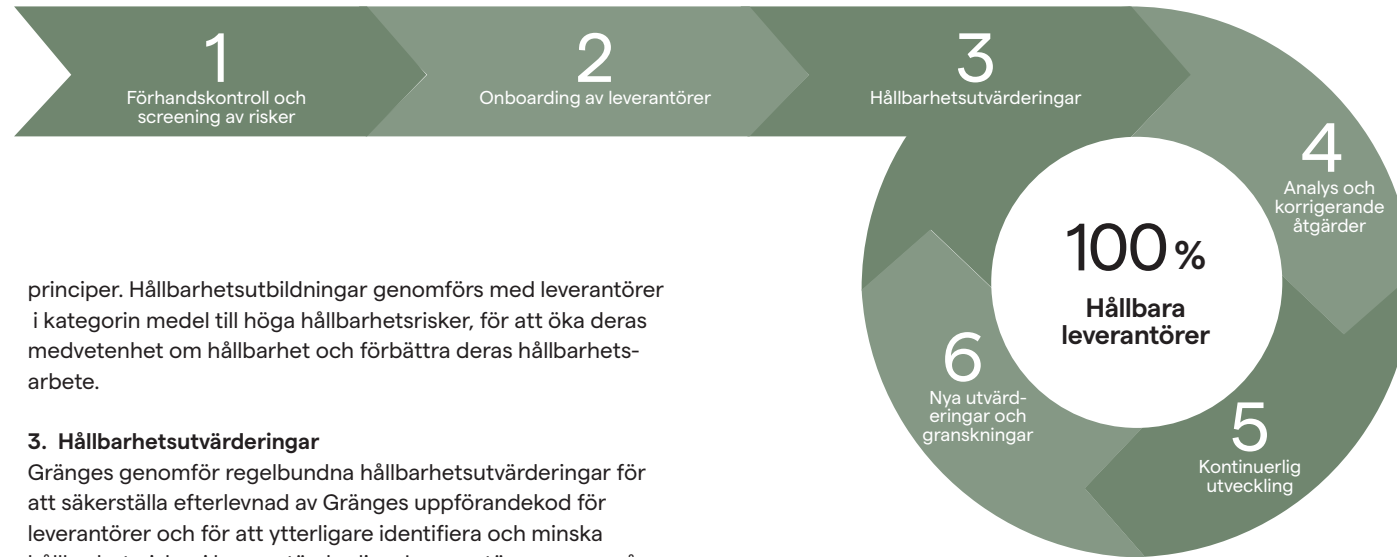 1
Förhandskontroll och
screening av risker
2
Onboarding av leverantörer
3
Hållbarhetsutvärderingar
4
Analys och
korrigerande
åtgärder
100 %
Hållbara
leverantörer
5
Kontinuerlig
utveckling
6
Nya utvärd-
eringar och
granskningar
principer. Hållbarhetsutbildningar genomförs med leverantörer
i kategorin medel till höga hållbarhetsrisker, för att öka deras
medvetenhet om hållbarhet och förbättra deras hållbarhets-
arbete.
3. Hållbarhetsutvärderingar
Gränges genomför regelbundna hållbarhetsutvärderingar för
att säkerställa efterlevnad av Gränges uppförandekod för
leverantörer och för att ytterligare identifiera och minska